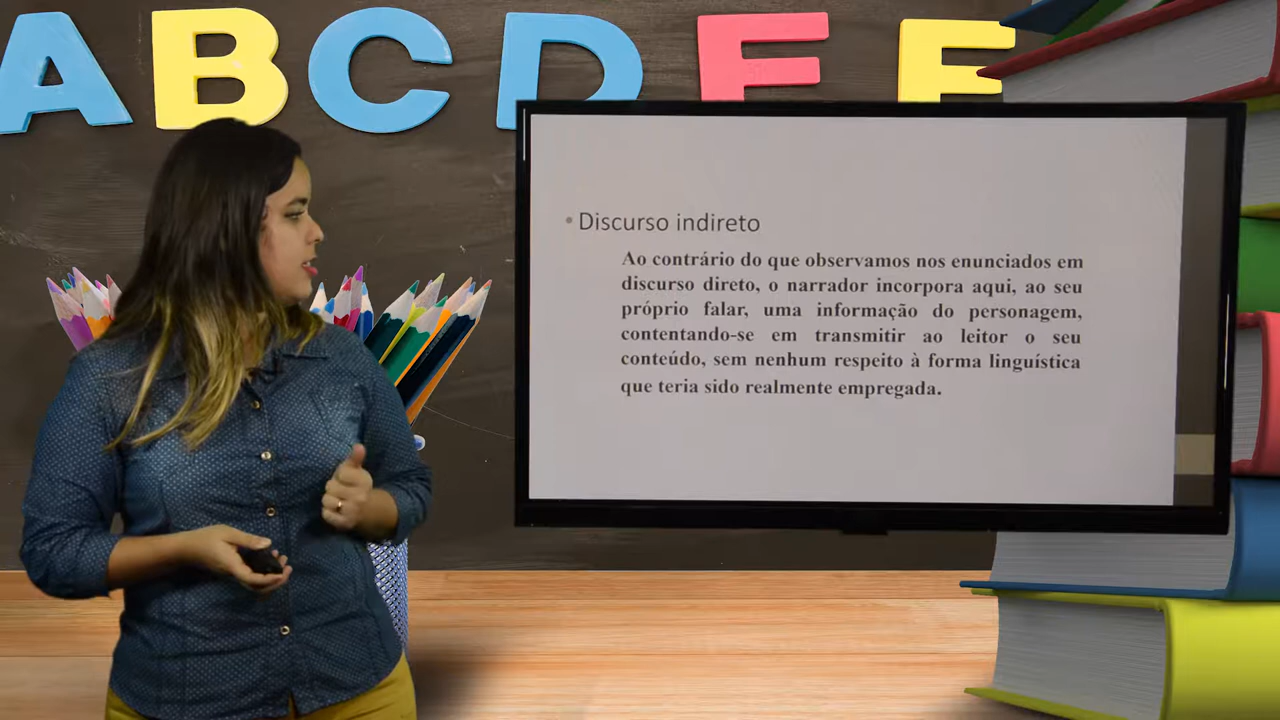 A B C D E E
• Discurso indireto
Ao contrário do que observamos nos enunciados em
discurso direto, o narrador incorpora aqui, ao seu
próprio falar, uma informação do personagem,
contentando-se em transmitir ao leitor o seu
conteúdo, sem nenhum respeito à forma linguística
que teria sido realmente empregada.